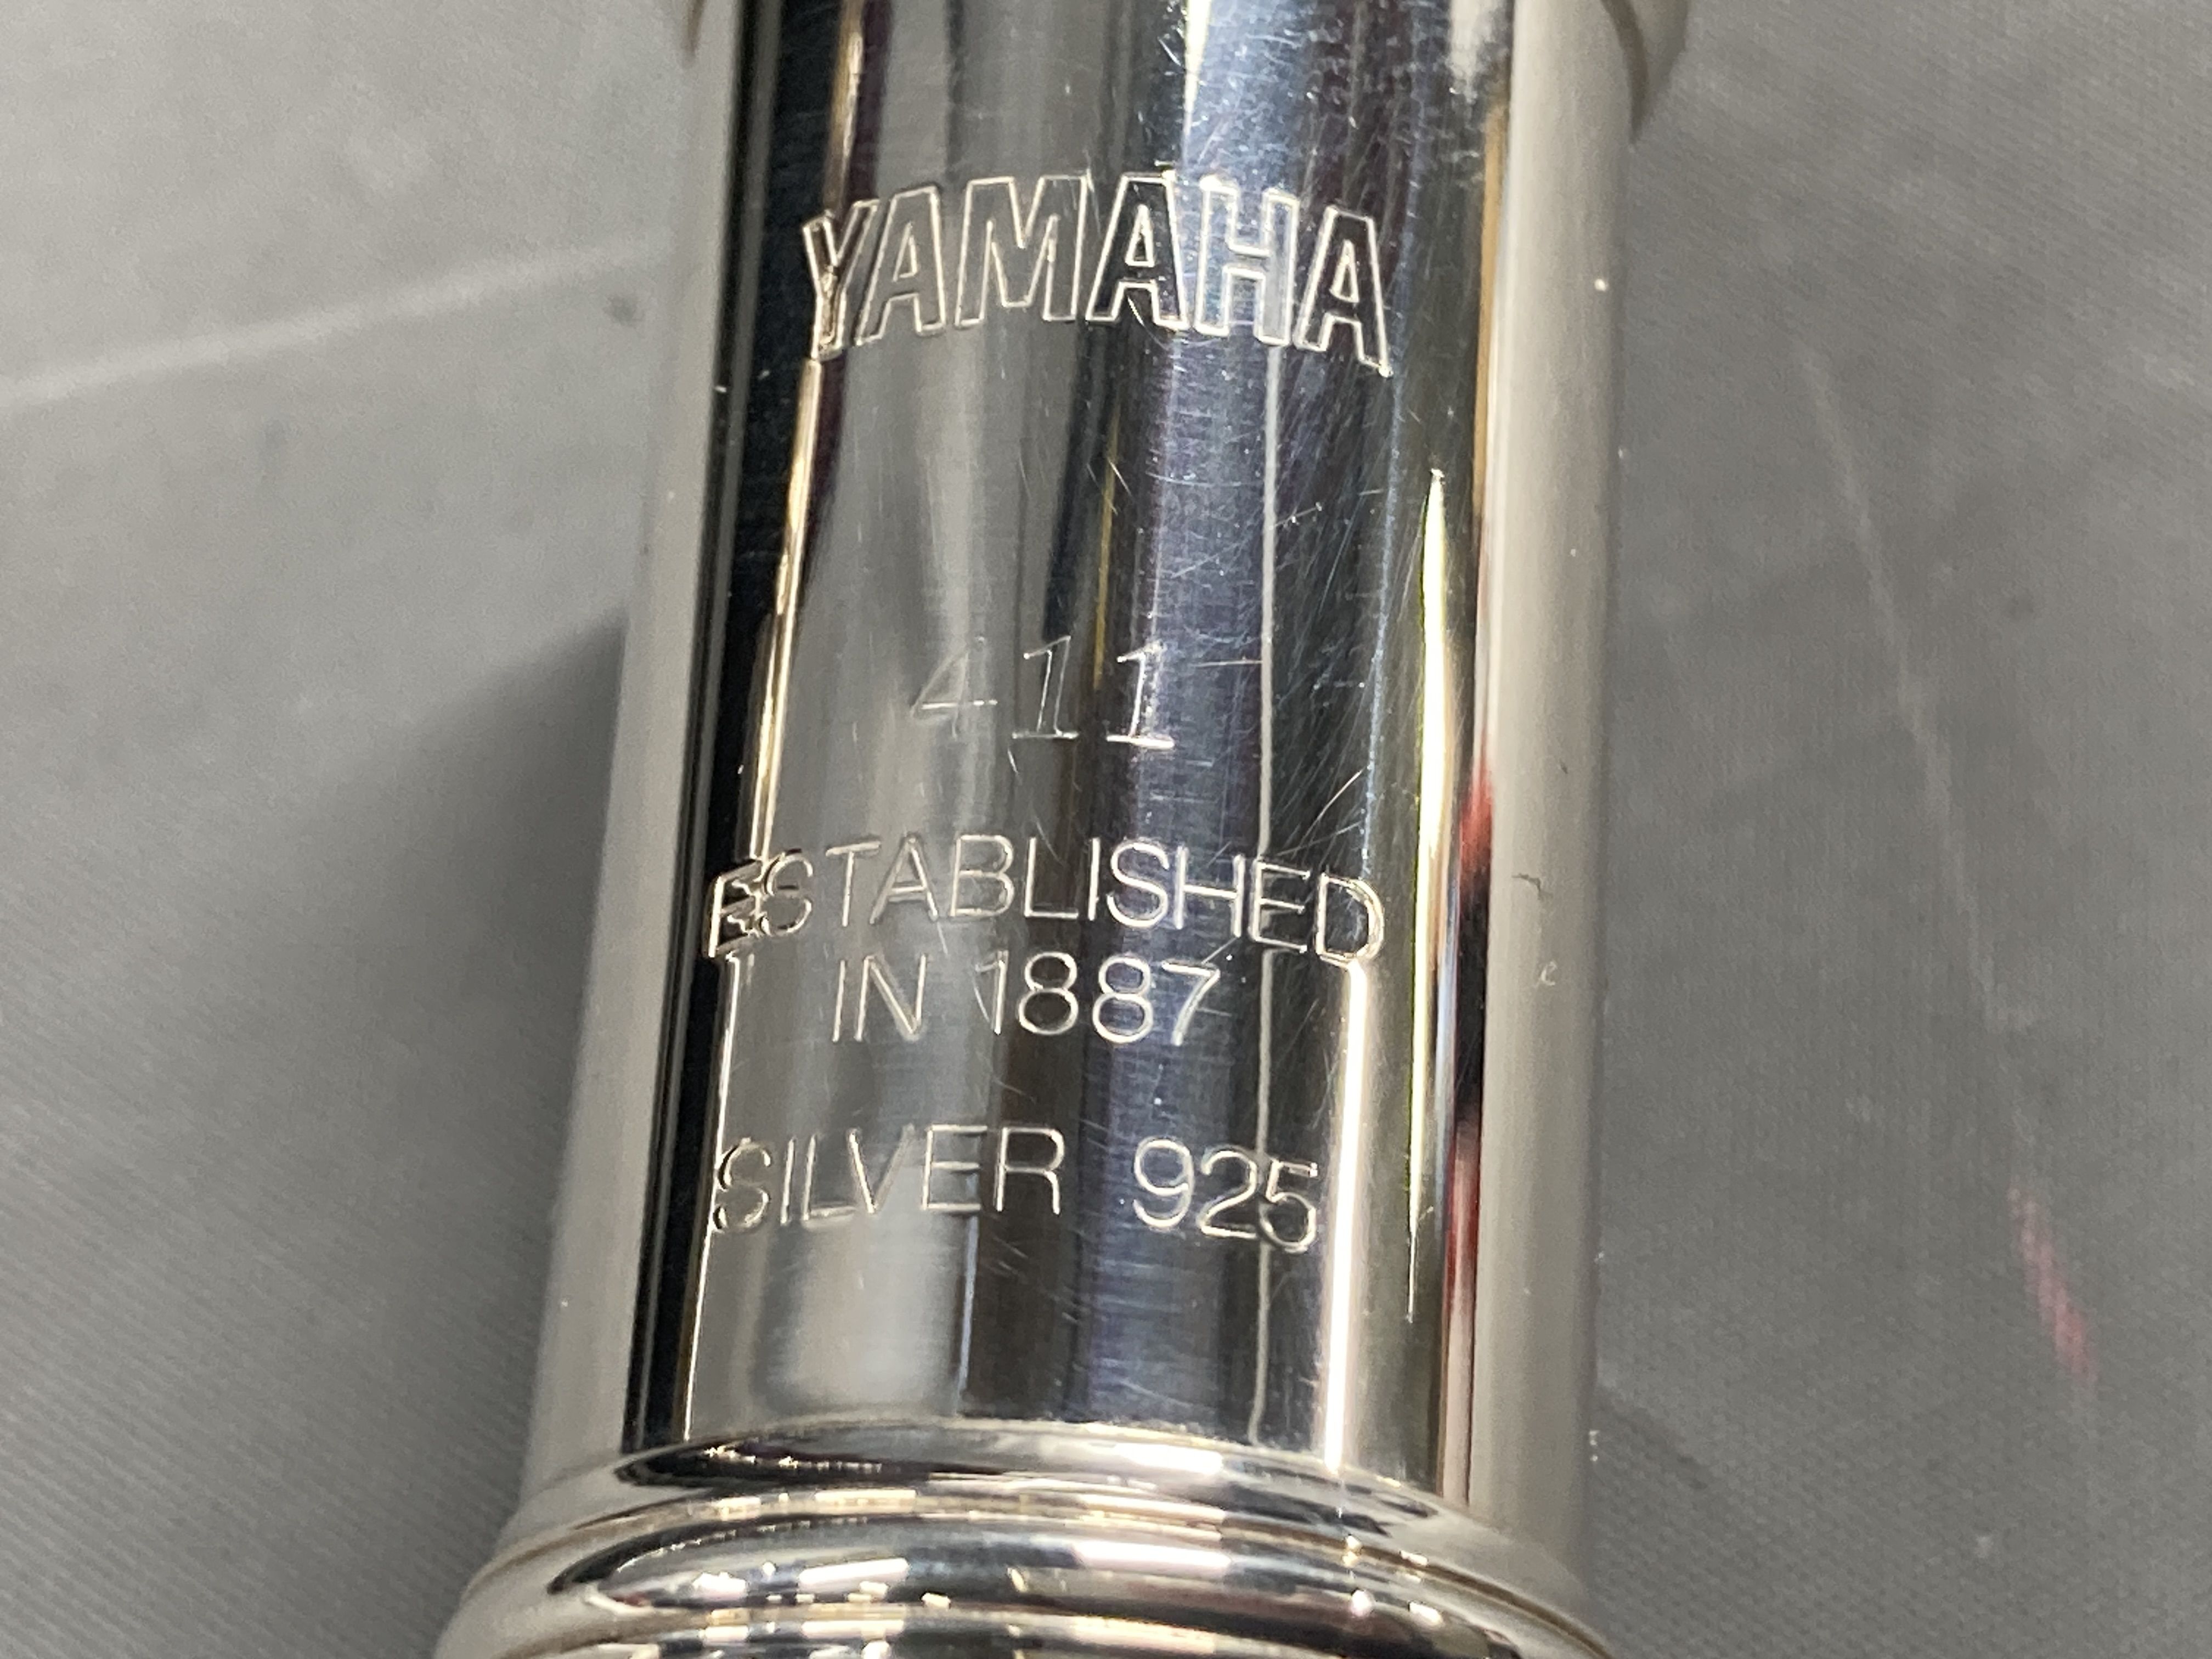 YAMAHA
411
ESTABLISHED
IN 1887
SILVER 925